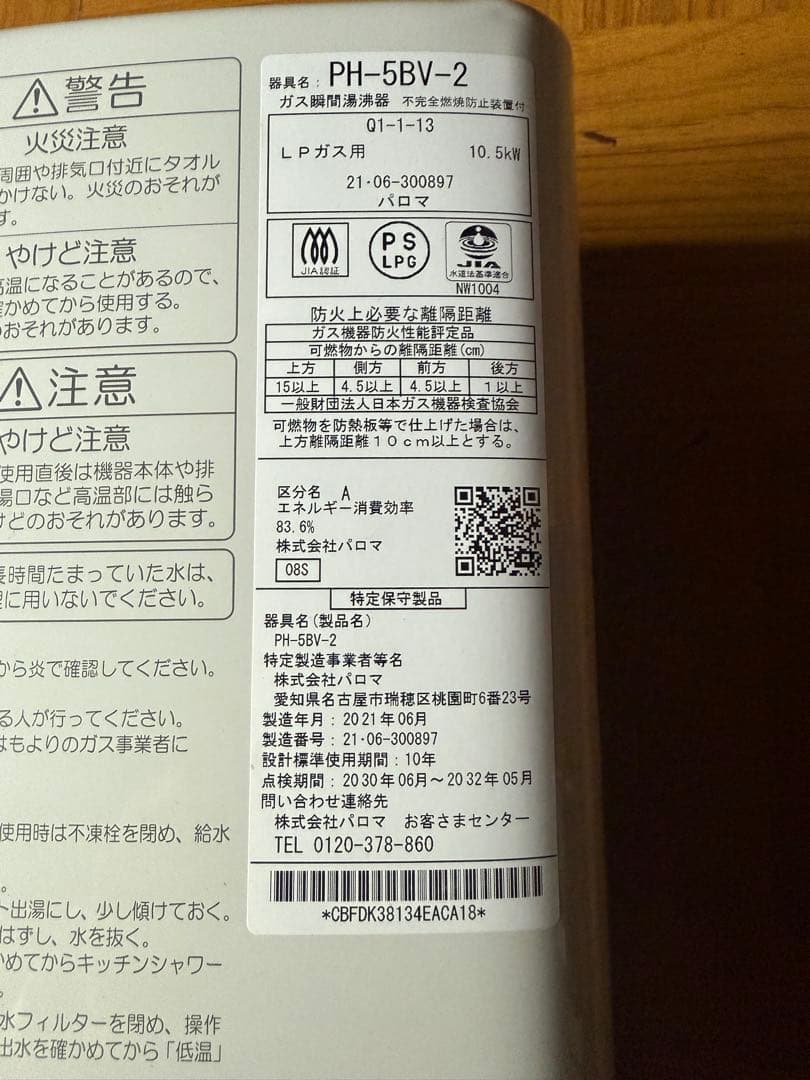 警告
火災注意
周囲や排気口付近にタオル
かけない。火災のおそれが
す。
やけど注意
高温になることがあるので、
確かめてから使用する。
のおそれがあります。
注意
やけど注意
使用直後は機器本体や排
湯口など高温部には触ら
けどのおそれがあります。
長時間たまっていた水は、
理に用いないでください。
から炎で確認してください。
る人が行ってください。
はもよりのガス事業者に
使用時は不凍栓を閉め、給水
。
ト出湯にし、少し傾けておく。
はずし、水を抜く。
かめてからキッチンシャワー
。
水フィルターを閉め、操作
出水を確かめてから「低温」
器具名: PH-5BV-2
ガス瞬間湯沸器 不完全燃焼防止装置付
Q1-1-13
LPガス用 10.5kW
21・06-300897
パロマ
JIA認証
PS
LPG
JIA
水道法基準適合
NW1004
防火上必要な離隔距離
ガス機器防火性能評定品
可燃物からの離隔距離(cm)
上方 側方 前方 後方
15以上 4.5以上 4.5以上 1以上
一般財団法人日本ガス機器検査協会
可燃物を防熱板等で仕上げた場合は、
上方離隔距離10cm以上とする。
区分名 A
エネルギー消費効率
83.6%
株式会社パロマ
08S
特定保守製品
器具名(製品名)
PH-5BV-2
特定製造事業者等名
株式会社パロマ
愛知県名古屋市瑞穂区桃園町6番23号
製造年月:2021年06月
製造番号:21・06-300897
設計標準使用期間:10年
点検期間:2030年06月～2032年05月
問い合わせ連絡先
株式会社パロマ お客さまセンター
TEL 0120-378-860
*CBFDK38134EACA18*